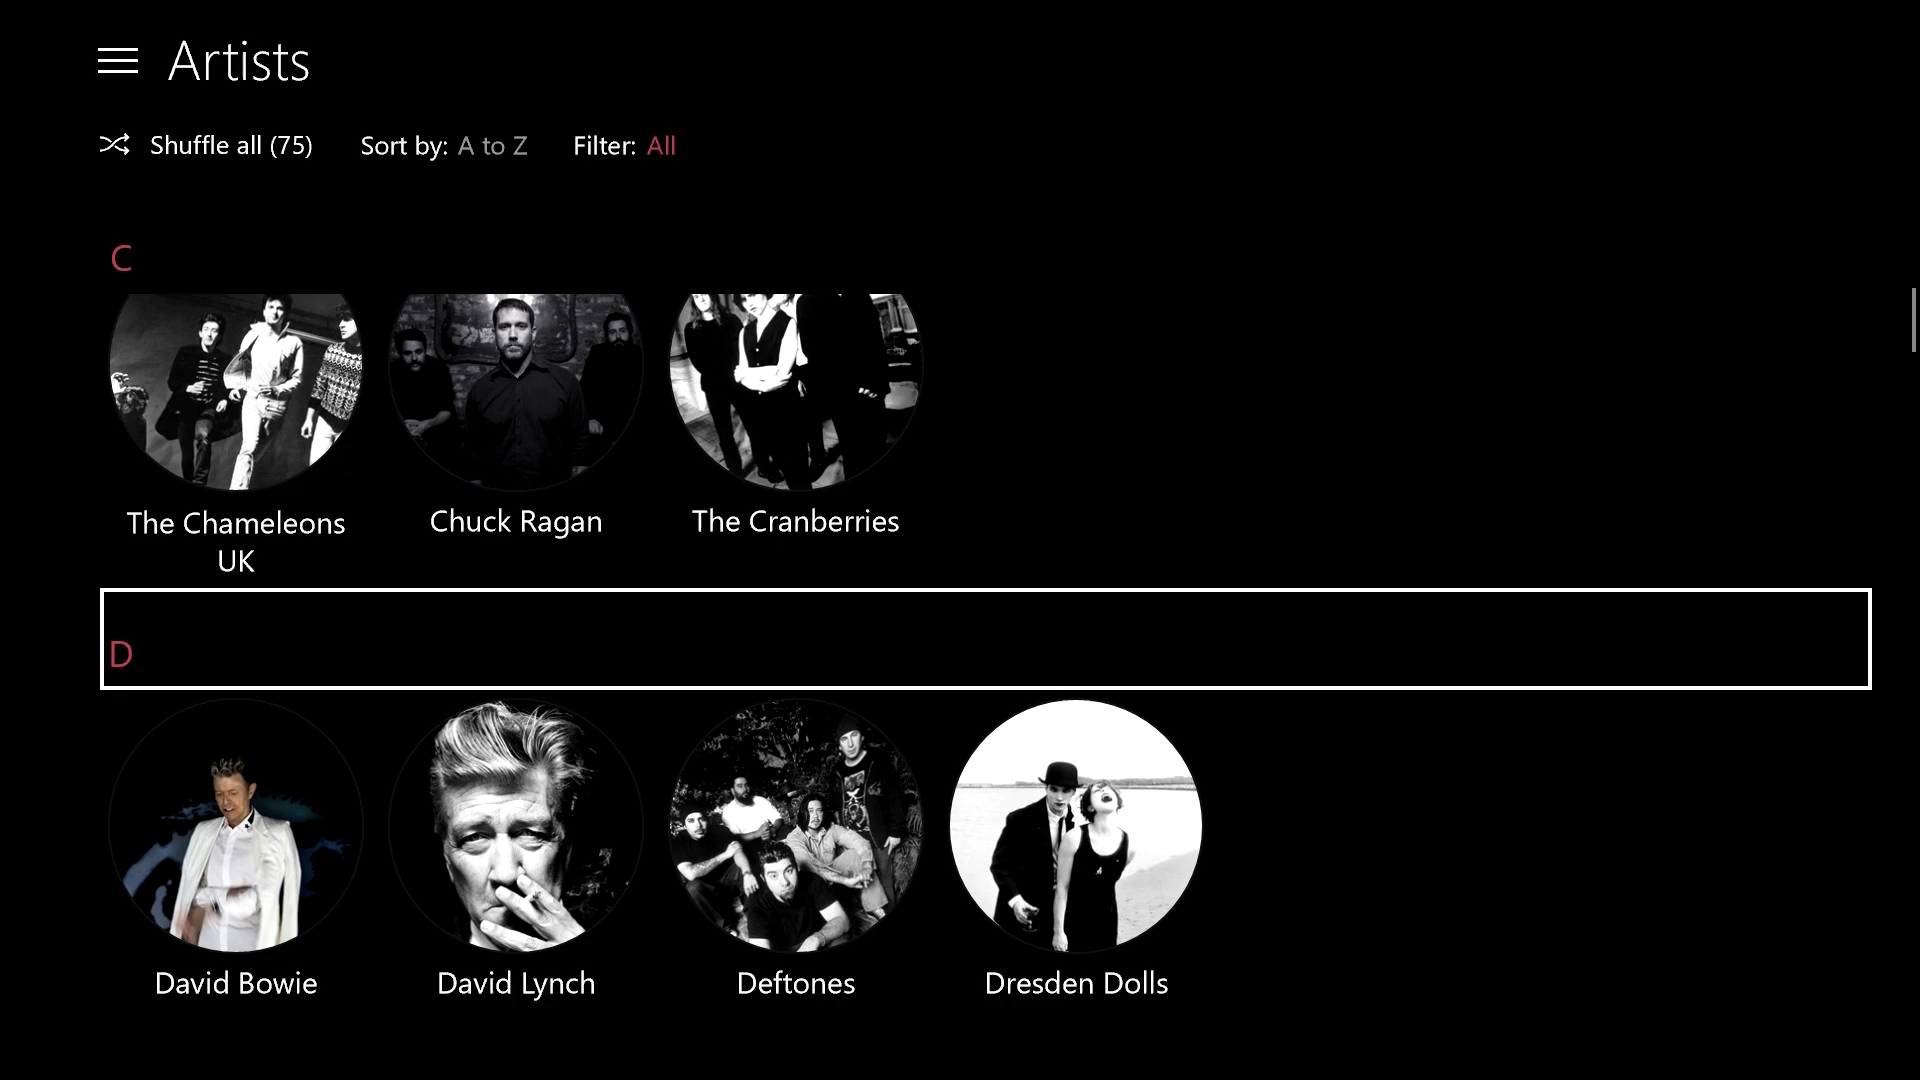 Artists
Shuffle all (75) Sort by: A to Z Filter: All
C
The Chameleons UK
Chuck Ragan
The Cranberries
D
David Bowie
David Lynch
Deftones
Dresden Dolls